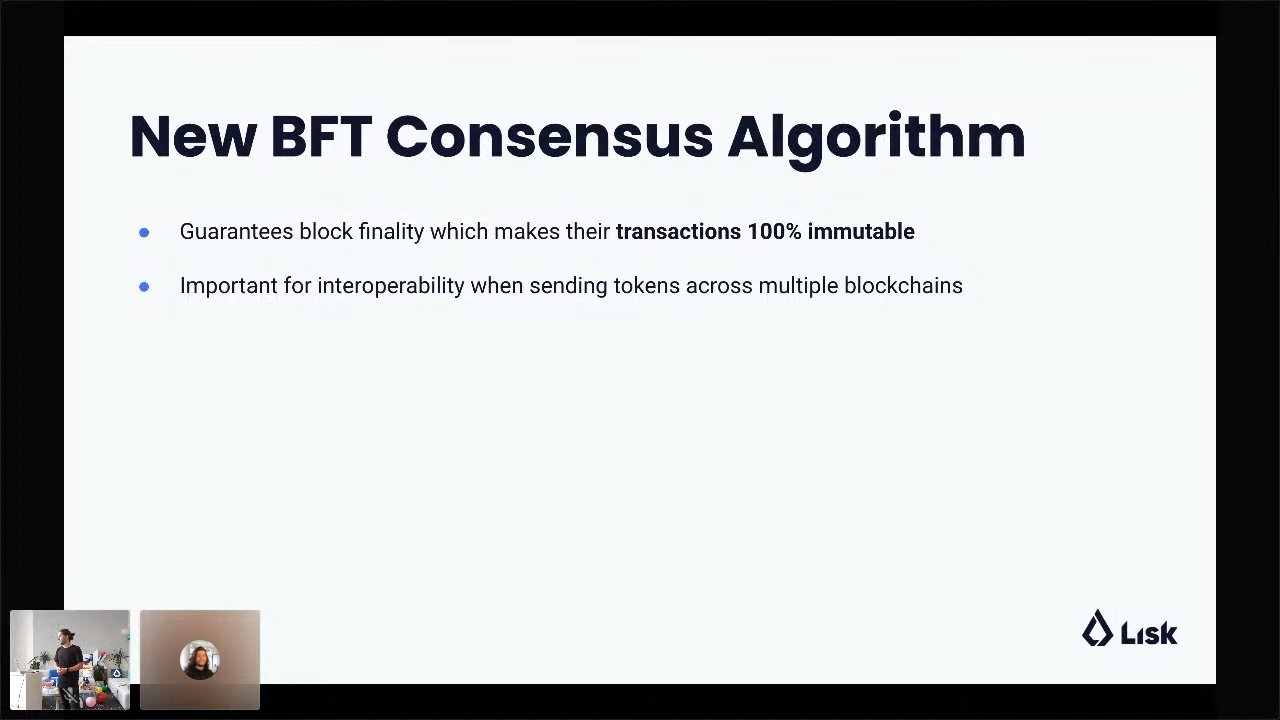 New BFT Consensus Algorithm
Guarantees block finality which makes their transactions 100% immutable
Important for interoperability when sending tokens across multiple blockchains
Lisk